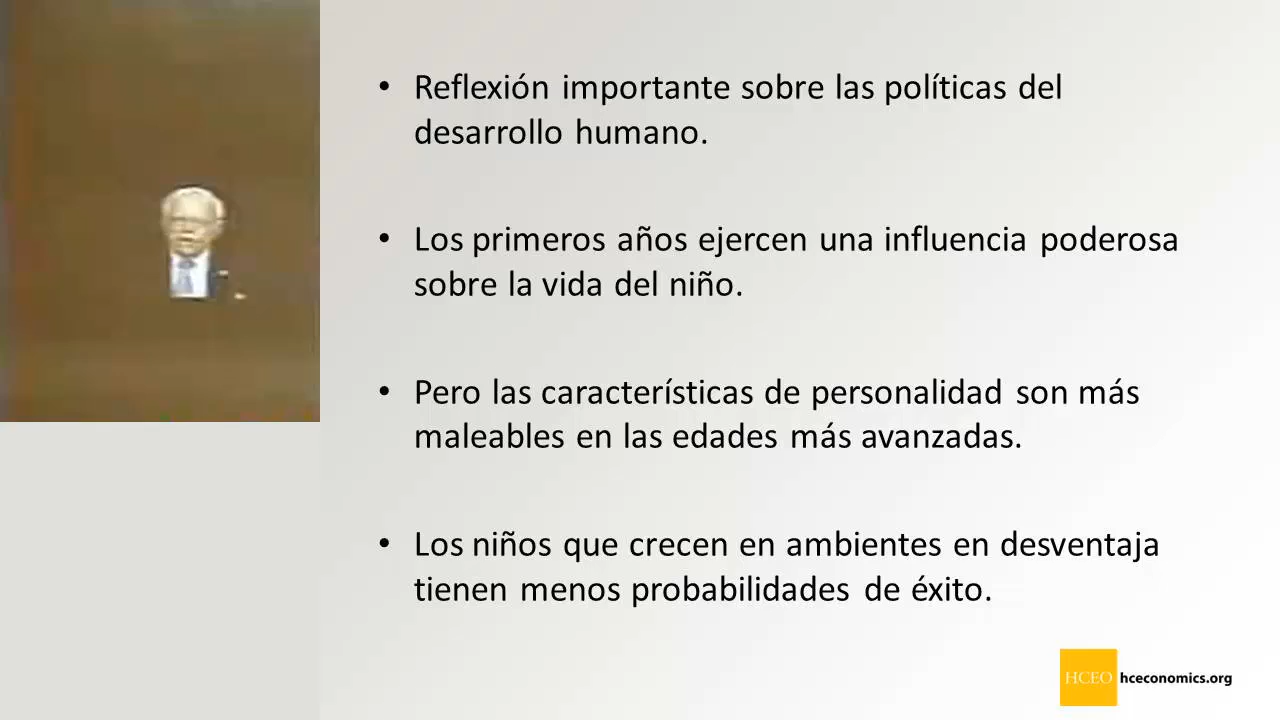 • Reflexión importante sobre las políticas del
desarrollo humano.
• Los primeros años ejercen una influencia poderosa
sobre la vida del niño.
• Pero las características de personalidad son más
maleables en las edades más avanzadas.
• Los niños que crecen en ambientes en desventaja
tienen menos probabilidades de éxito.
HCEO hceconomics.org